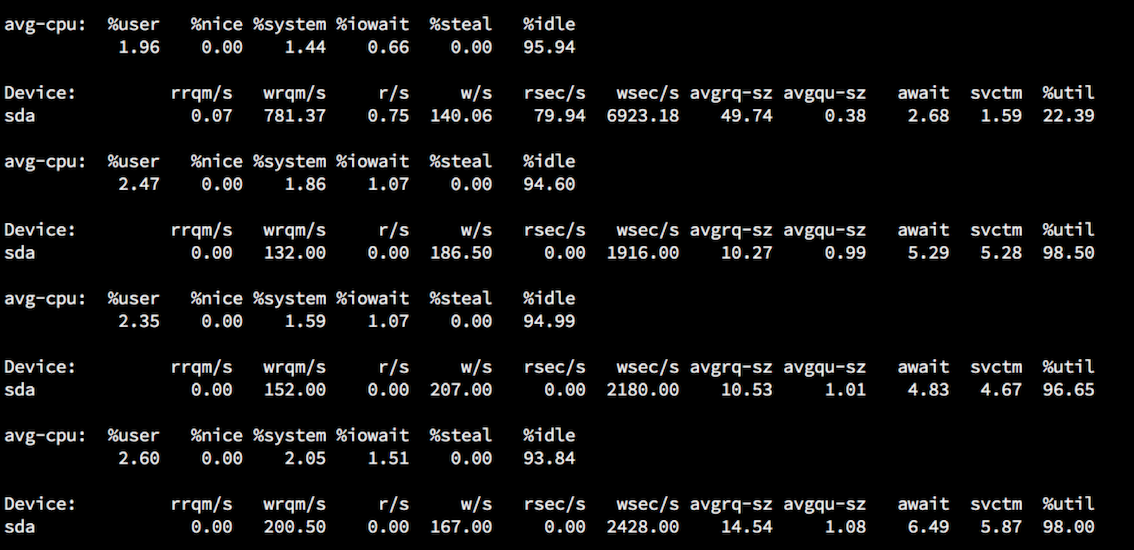 avg-cpu: %user %nice %system %iowait %steal %idle
1.96 0.00 1.44 0.66 0.00 95.94
Device: rrqm/s wrqm/s r/s w/s rsec/s wsec/s avgrq-sz avgqu-sz await svctm %util
sda 0.07 781.37 0.75 140.06 79.94 6923.18 49.74 0.38 2.68 1.59 22.39
avg-cpu: %user %nice %system %iowait %steal %idle
2.47 0.00 1.86 1.07 0.00 94.60
Device: rrqm/s wrqm/s r/s w/s rsec/s wsec/s avgrq-sz avgqu-sz await svctm %util
sda 0.00 132.00 0.00 186.50 0.00 1916.00 10.27 0.99 5.29 5.28 98.50
avg-cpu: %user %nice %system %iowait %steal %idle
2.35 0.00 1.59 1.07 0.00 94.99
Device: rrqm/s wrqm/s r/s w/s rsec/s wsec/s avgrq-sz avgqu-sz await svctm %util
sda 0.00 152.00 0.00 207.00 0.00 2180.00 10.53 1.01 4.83 4.67 96.65
avg-cpu: %user %nice %system %iowait %steal %idle
2.60 0.00 2.05 1.51 0.00 93.84
Device: rrqm/s wrqm/s r/s w/s rsec/s wsec/s avgrq-sz avgqu-sz await svctm %util
sda 0.00 200.50 0.00 167.00 0.00 2428.00 14.54 1.08 6.49 5.87 98.00